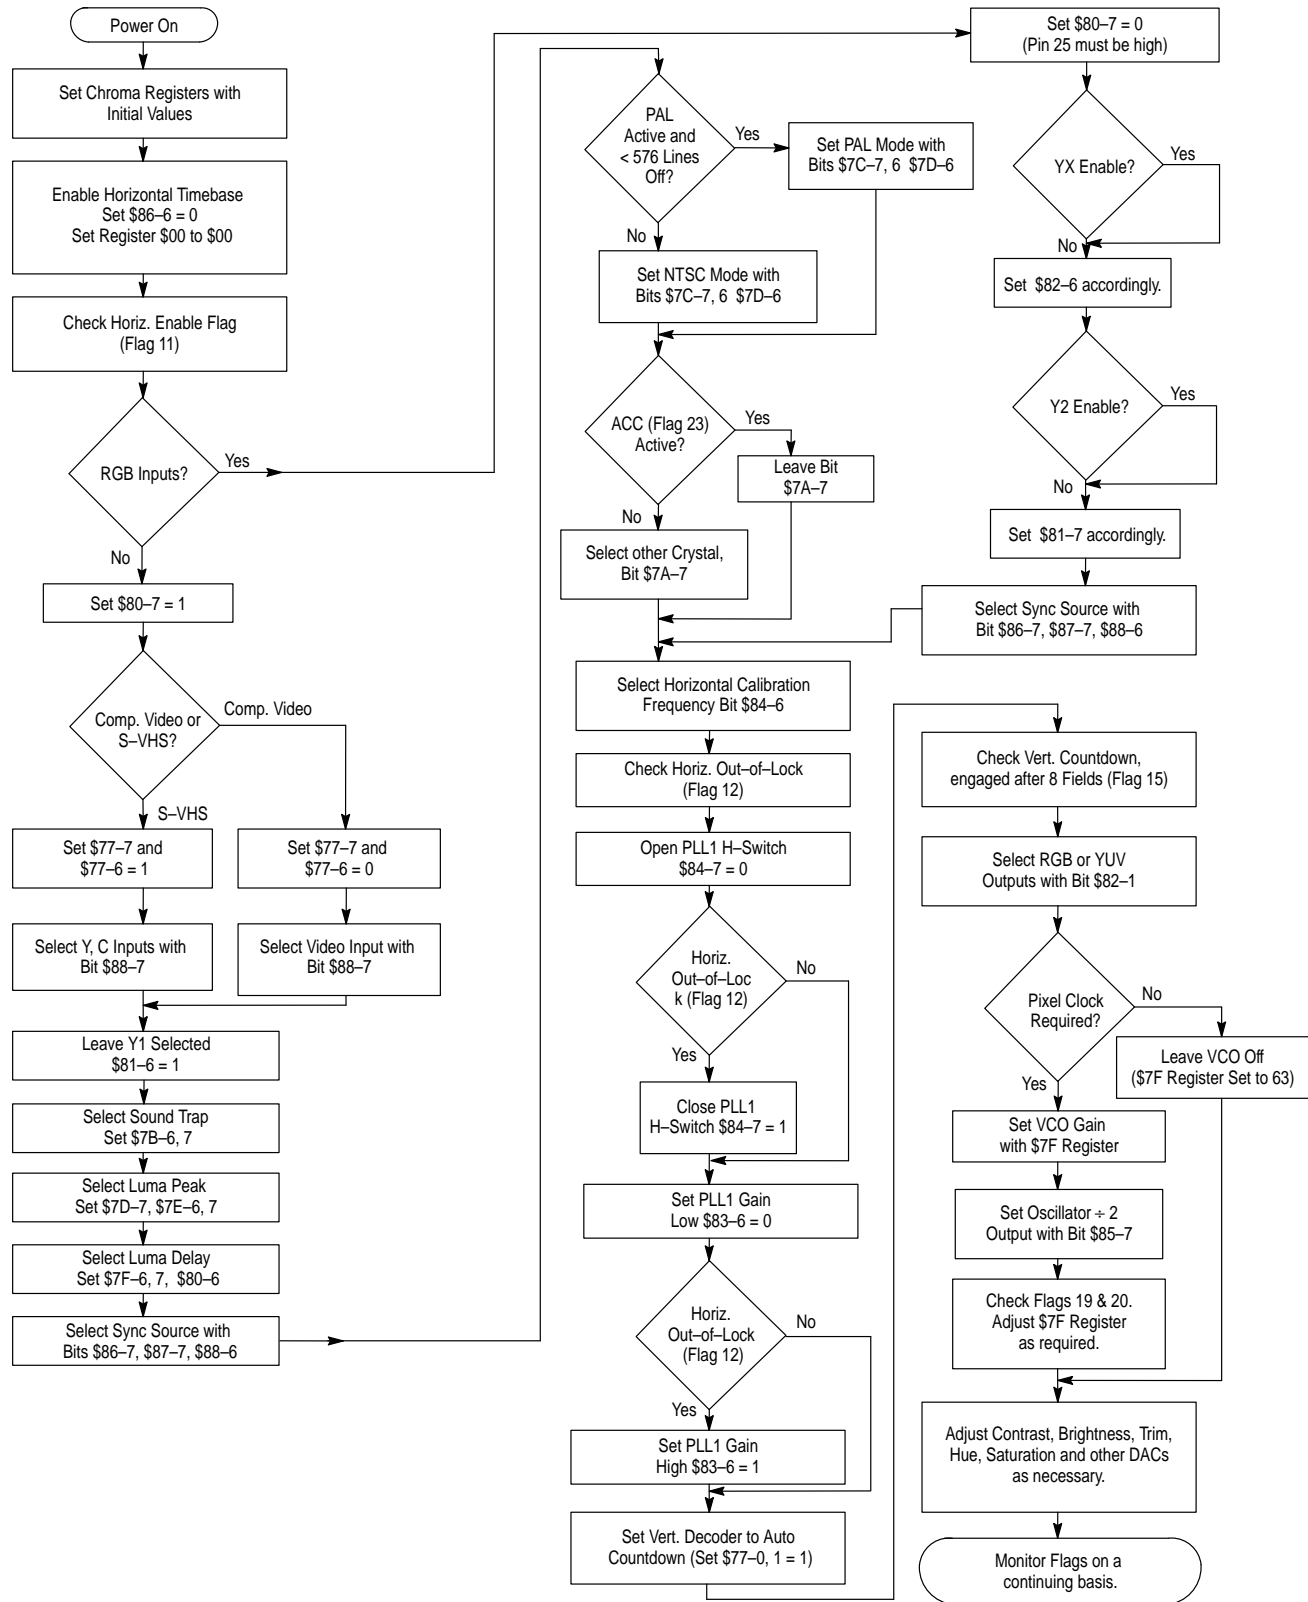 Power On
Set Chroma Registers with
Initial Values
Enable Horizontal Timebase
Set $86–6 = 0
Set Register $00 to $00
Check Horiz. Enable Flag
(Flag 11)
RGB Inputs?
Yes
No
Set $80–7 = 1
Comp. Video or
S–VHS?
Comp. Video
S–VHS
Set $77–7 and
$77–6 = 1
Set $77–7 and
$77–6 = 0
Select Y, C Inputs with
Bit $88–7
Select Video Input with
Bit $88–7
Leave Y1 Selected
$81–6 = 1
Select Sound Trap
Set $7B–6, 7
Select Luma Peak
Set $7D–7, $7E–6, 7
Select Luma Delay
Set $7F–6, 7, $80–6
Select Sync Source with
Bits $86–7, $87–7, $88–6
PAL
Active and
< 576 Lines
Off?
Yes
Set PAL Mode with
Bits $7C–7, 6 $7D–6
No
Set NTSC Mode with
Bits $7C–7, 6 $7D–6
ACC (Flag 23)
Active?
Yes
Leave Bit
$7A–7
No
Select other Crystal,
Bit $7A–7
Select Horizontal Calibration
Frequency Bit $84–6
Check Horiz. Out–of–Lock
(Flag 12)
Open PLL1 H–Switch
$84–7 = 0
Horiz.
Out–of–Loc
k (Flag 12)
No
Yes
Close PLL1
H–Switch $84–7 = 1
Set PLL1 Gain
Low $83–6 = 0
Horiz.
Out–of–Lock
(Flag 12)
No
Yes
Set PLL1 Gain
High $83–6 = 1
Set Vert. Decoder to Auto
Countdown (Set $77–0, 1 = 1)
Set $80–7 = 0
(Pin 25 must be high)
YX Enable?
Yes
No
Set $82–6 accordingly.
Y2 Enable?
Yes
No
Set $81–7 accordingly.
Select Sync Source with
Bit $86–7, $87–7, $88–6
Check Vert. Countdown,
engaged after 8 Fields (Flag 15)
Select RGB or YUV
Outputs with Bit $82–1
Pixel Clock
Required?
No
Leave VCO Off
($7F Register Set to 63)
Yes
Set VCO Gain
with $7F Register
Set Oscillator ÷ 2
Output with Bit $85–7
Check Flags 19 & 20.
Adjust $7F Register
as required.
Adjust Contrast, Brightness, Trim,
Hue, Saturation and other DACs
as necessary.
Monitor Flags on a
continuing basis.